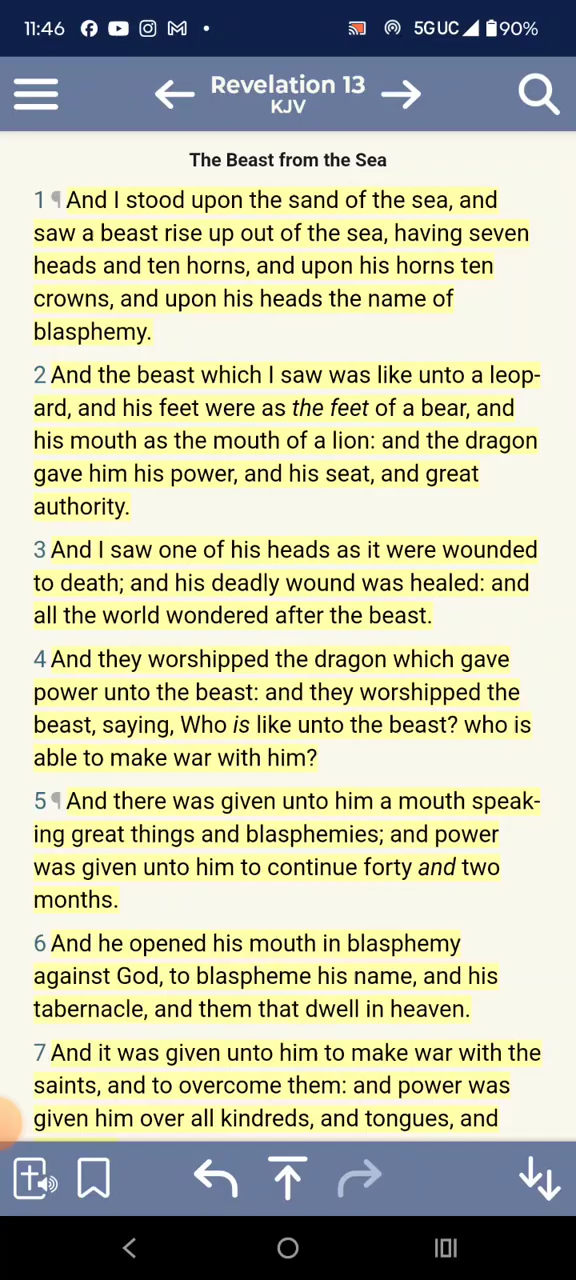 11:46
5GUC 90%
Revelation 13
KJV
The Beast from the Sea
1 ¶ And I stood upon the sand of the sea, and
saw a beast rise up out of the sea, having seven
heads and ten horns, and upon his horns ten
crowns, and upon his heads the name of
blasphemy.
2 And the beast which I saw was like unto a leop-
ard, and his feet were as the feet of a bear, and
his mouth as the mouth of a lion: and the dragon
gave him his power, and his seat, and great
authority.
3 And I saw one of his heads as it were wounded
to death; and his deadly wound was healed: and
all the world wondered after the beast.
4 And they worshipped the dragon which gave
power unto the beast: and they worshipped the
beast, saying, Who is like unto the beast? who is
able to make war with him?
5 ¶ And there was given unto him a mouth speak-
ing great things and blasphemies; and power
was given unto him to continue forty and two
months.
6 And he opened his mouth in blasphemy
against God, to blaspheme his name, and his
tabernacle, and them that dwell in heaven.
7 And it was given unto him to make war with the
saints, and to overcome them: and power was
given him over all kindreds, and tongues, and